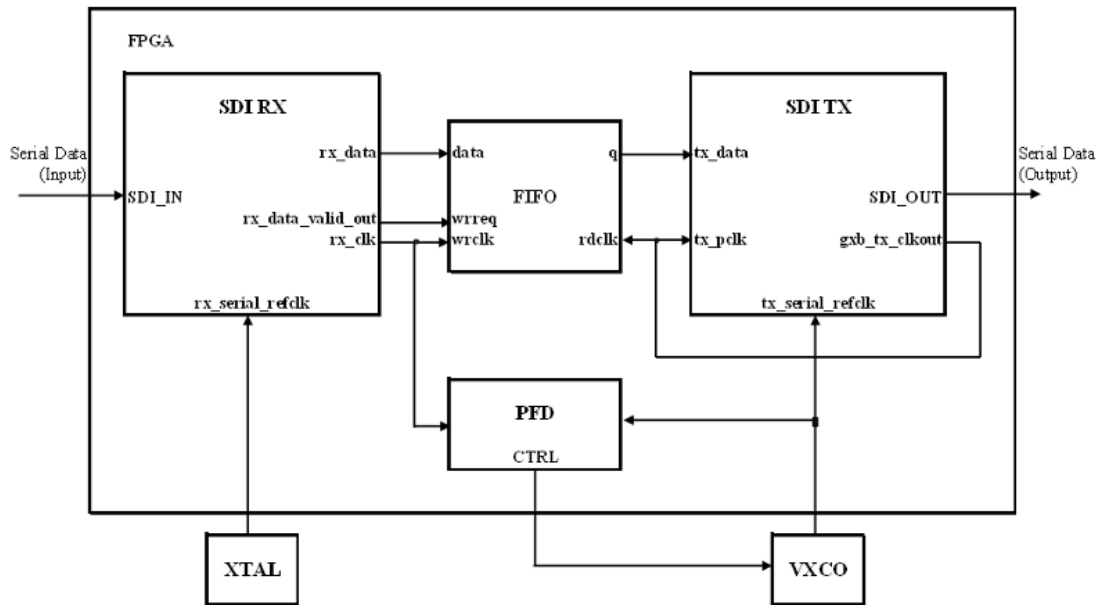 FPGA
SDI RX
SDI TX
Serial Data
(Input)
rx_data
data
q
tx_data
Serial Data
(Output)
SDI_IN
FIFO
SDI_OUT
rx_data_valid_out
wrreq
rx_clk
wrclk
rdclk
tx_pclk
gxb_tx_clkout
rx_serial_refclk
tx_serial_refclk
PFD
CTRL
XTAL
VXCO